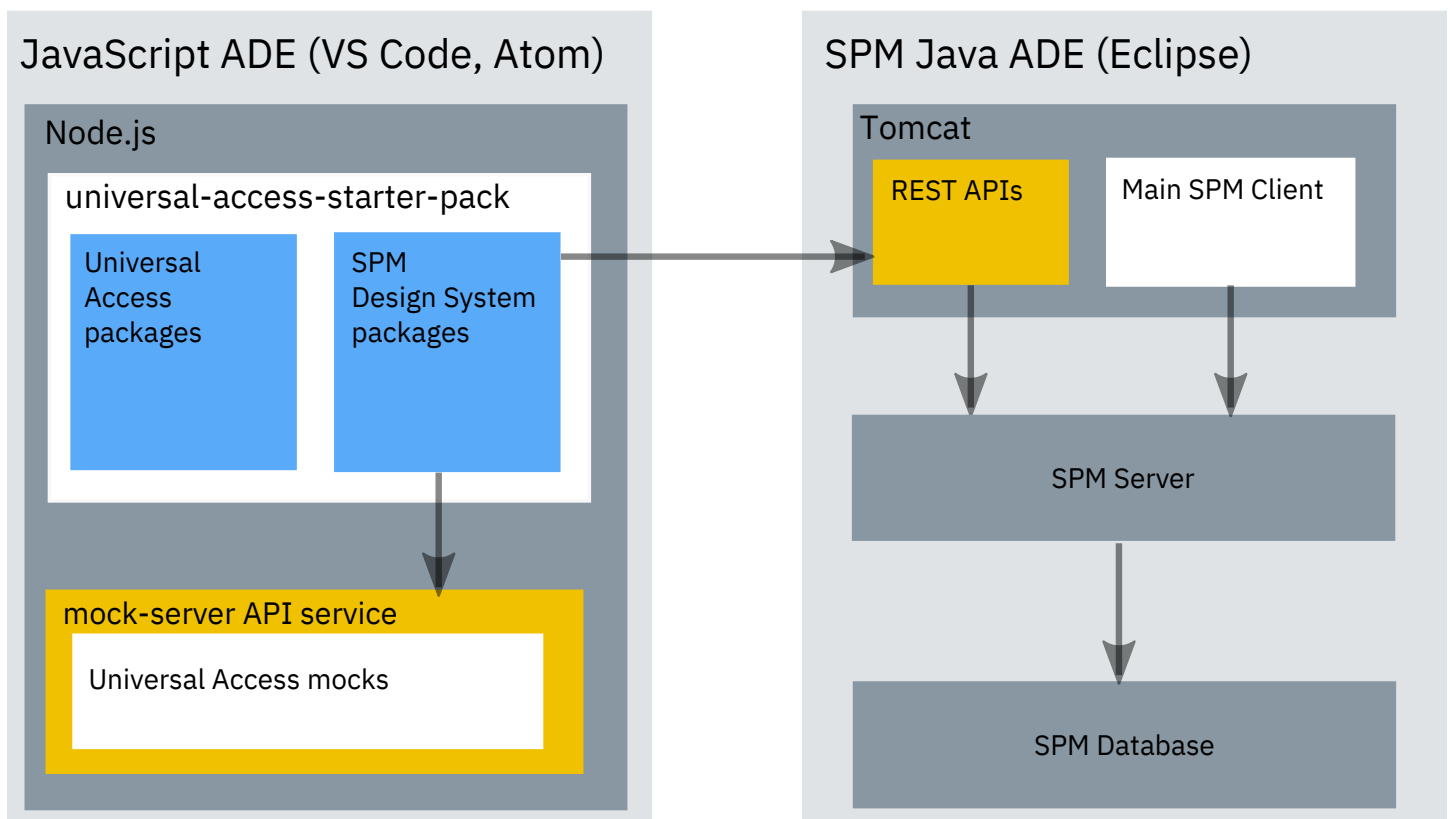 JavaScript ADE (VS Code, Atom)
Node.js
universal-access-starter-pack
Universal
Access
packages
SPM
Design System
packages
mock-server API service
Universal Access mocks
SPM Java ADE (Eclipse)
Tomcat
REST APIs
Main SPM Client
SPM Server
SPM Database